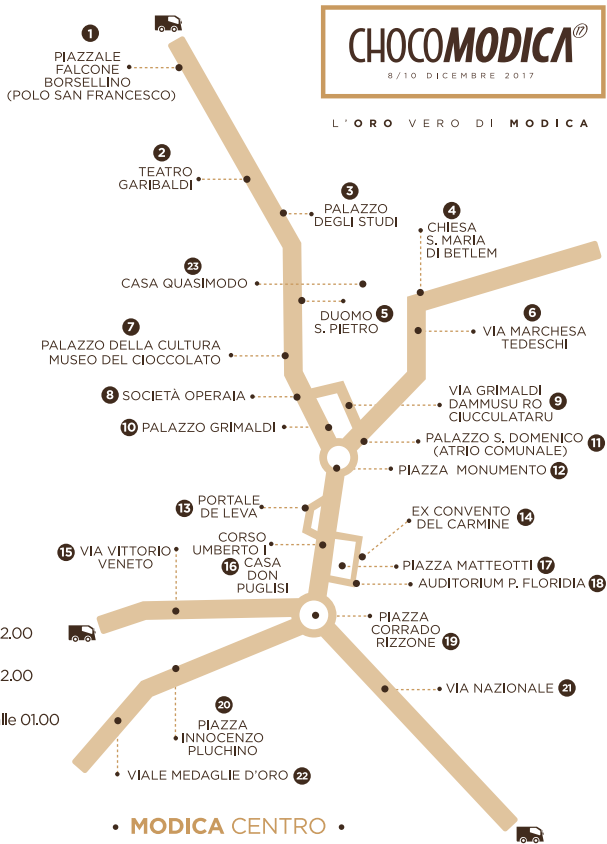 CHOCOMODICA 17
8/10 DICEMBRE 2017
L'ORO VERO DI MODICA
1
PIAZZALE
FALCONE
BORSELLINO
(POLO SAN FRANCESCO)
2
TEATRO
GARIBALDI
3
PALAZZO
DEGLI STUDI
4
CHIESA
S. MARIA
DI BETLEM
23
CASA QUASIMODO
DUOMO
S. PIETRO 5
6
VIA MARCHESA
TEDESCHI
7
PALAZZO DELLA CULTURA
MUSEO DEL CIOCCOLATO
8 SOCIETÀ OPERAIA
VIA GRIMALDI
DAMMUSU RO 9
CIUCCULATARU
10 PALAZZO GRIMALDI
PALAZZO S. DOMENICO
(ATRIO COMUNALE) 11
PIAZZA MONUMENTO 12
13 PORTALE
DE LEVA
EX CONVENTO
DEL CARMINE 14
15 VIA VITTORIO
VENETO
CORSO
UMBERTO I
16 CASA
DON
PUGLISI
PIAZZA MATTEOTTI 17
AUDITORIUM P. FLORIDIA 18
PIAZZA
CORRADO
RIZZONE 19
2.00
2.00
lle 01.00
20
PIAZZA
INNOCENZO
PLUCHINO
VIA NAZIONALE 21
VIALE MEDAGLIE D'ORO 22
• MODICA CENTRO •